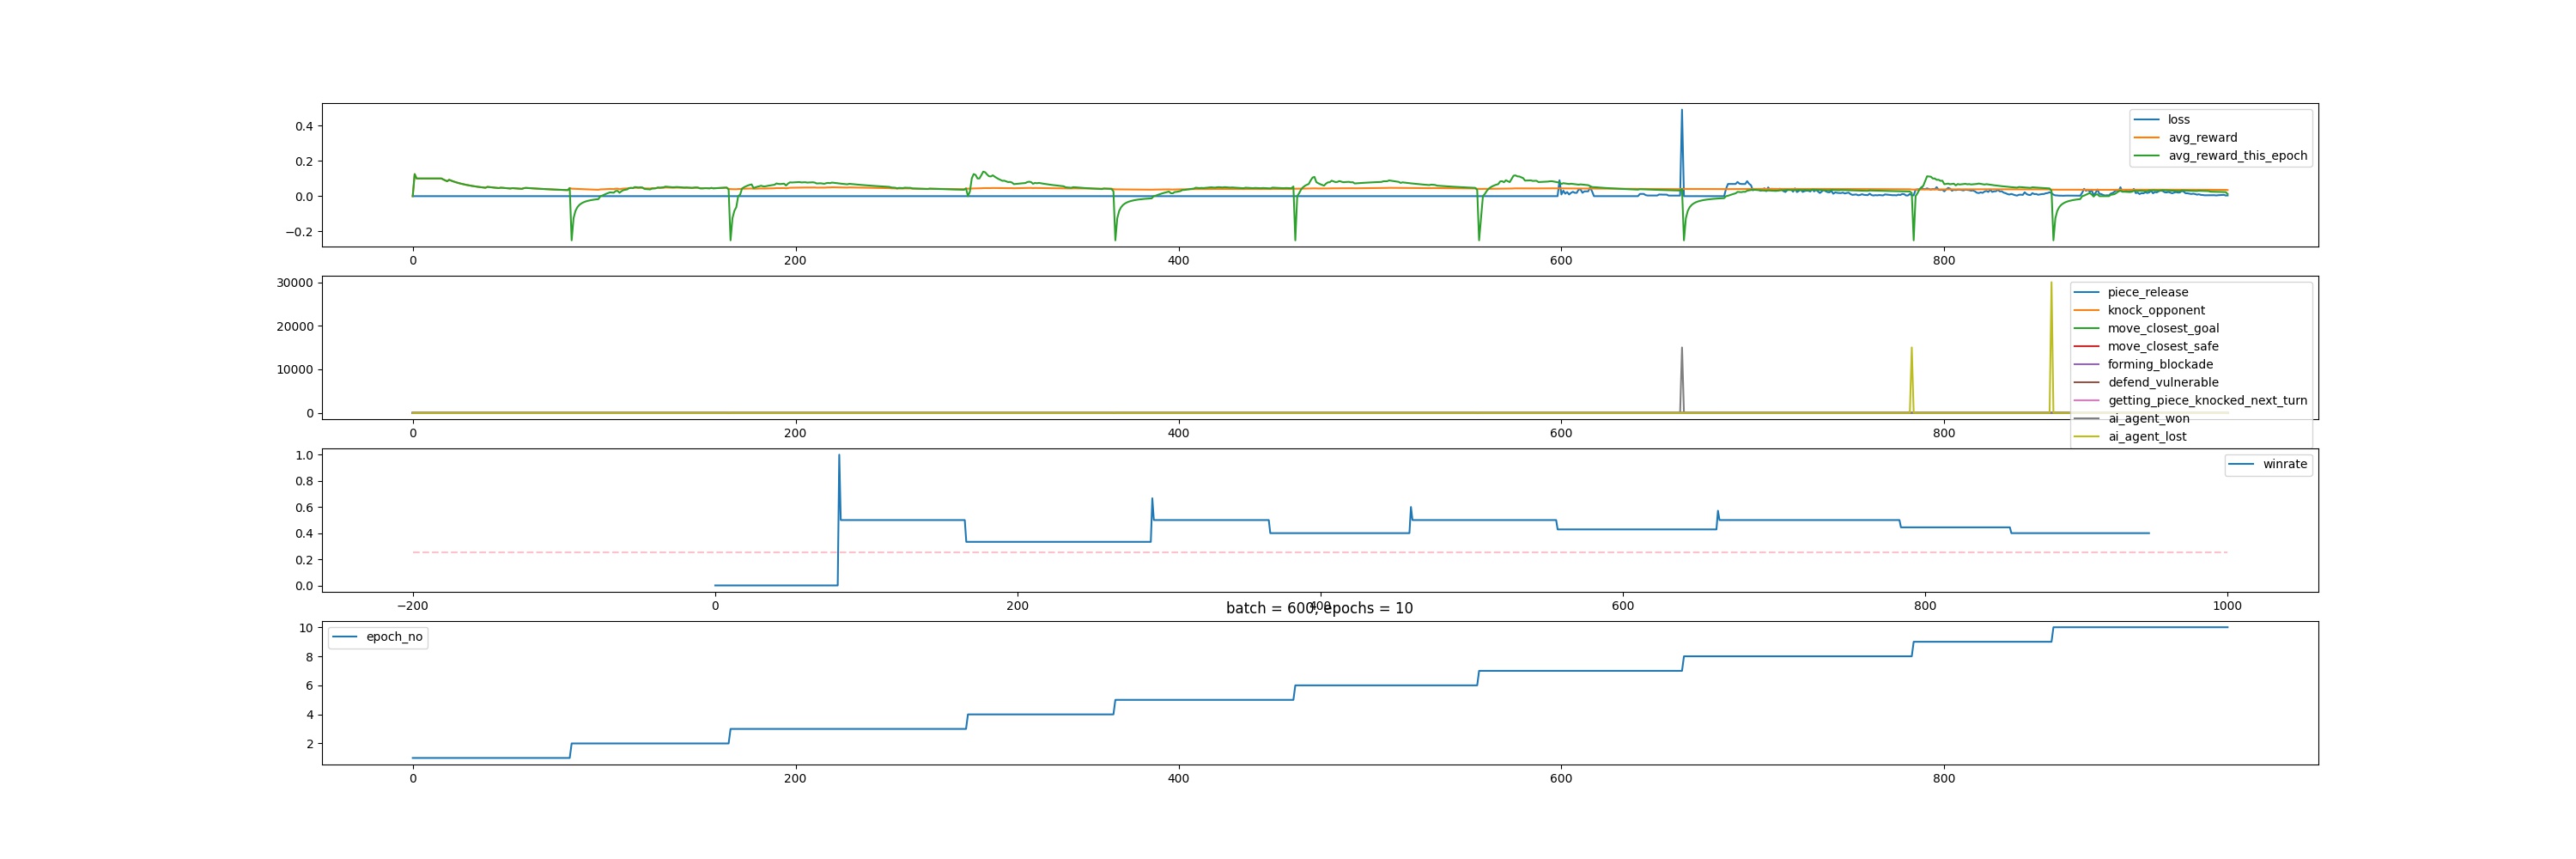 0.4
0.2
0.0
−0.2
loss
avg_reward
avg_reward_this_epoch
0 200 400 600 800
30000
20000
10000
0
piece_release
knock_opponent
move_closest_goal
move_closest_safe
forming_blockade
defend_vulnerable
getting_piece_knocked_next_turn
ai_agent_won
ai_agent_lost
0 200 400 600 800
1.0
0.8
0.6
0.4
0.2
0.0
winrate
−200 0 200 400 600 800 1000
batch = 600, epochs = 10
10
8
6
4
2
epoch_no
0 200 400 600 800